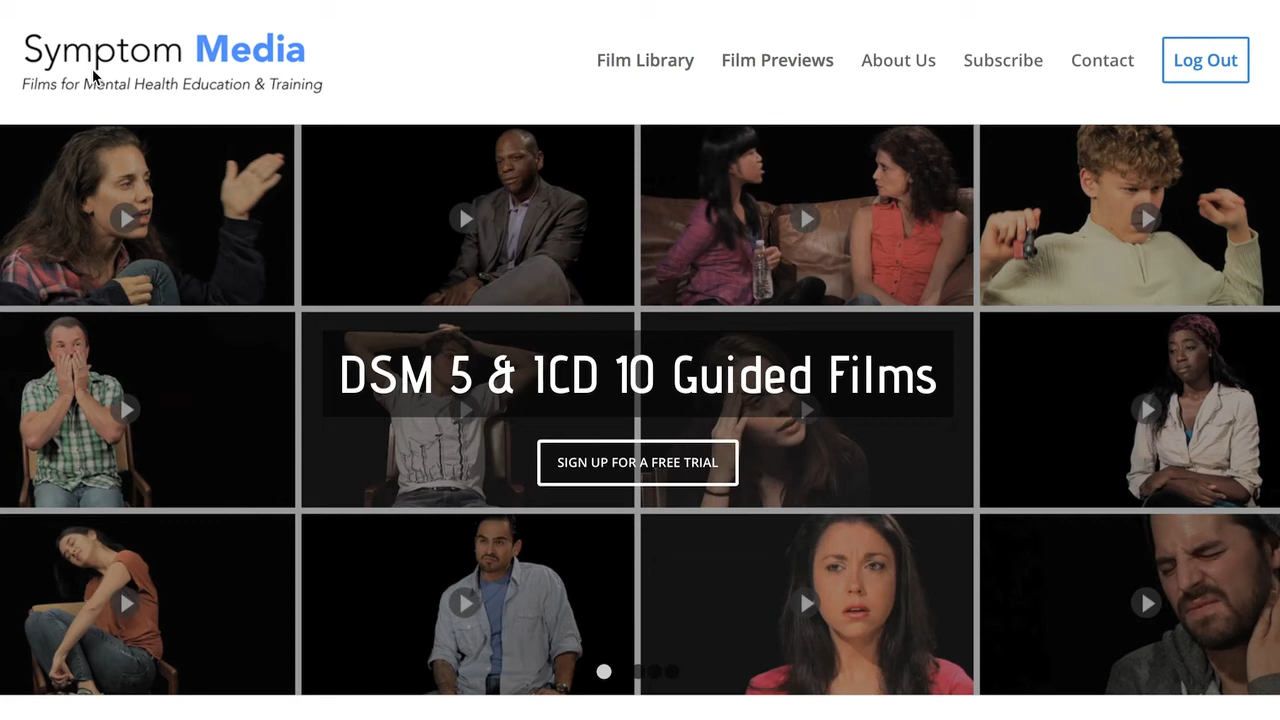 Symptom Media
Films for Mental Health Education & Training
Film Library
Film Previews
About Us
Subscribe
Contact
Log Out
DSM 5 & ICD 10 Guided Films
SIGN UP FOR A FREE TRIAL